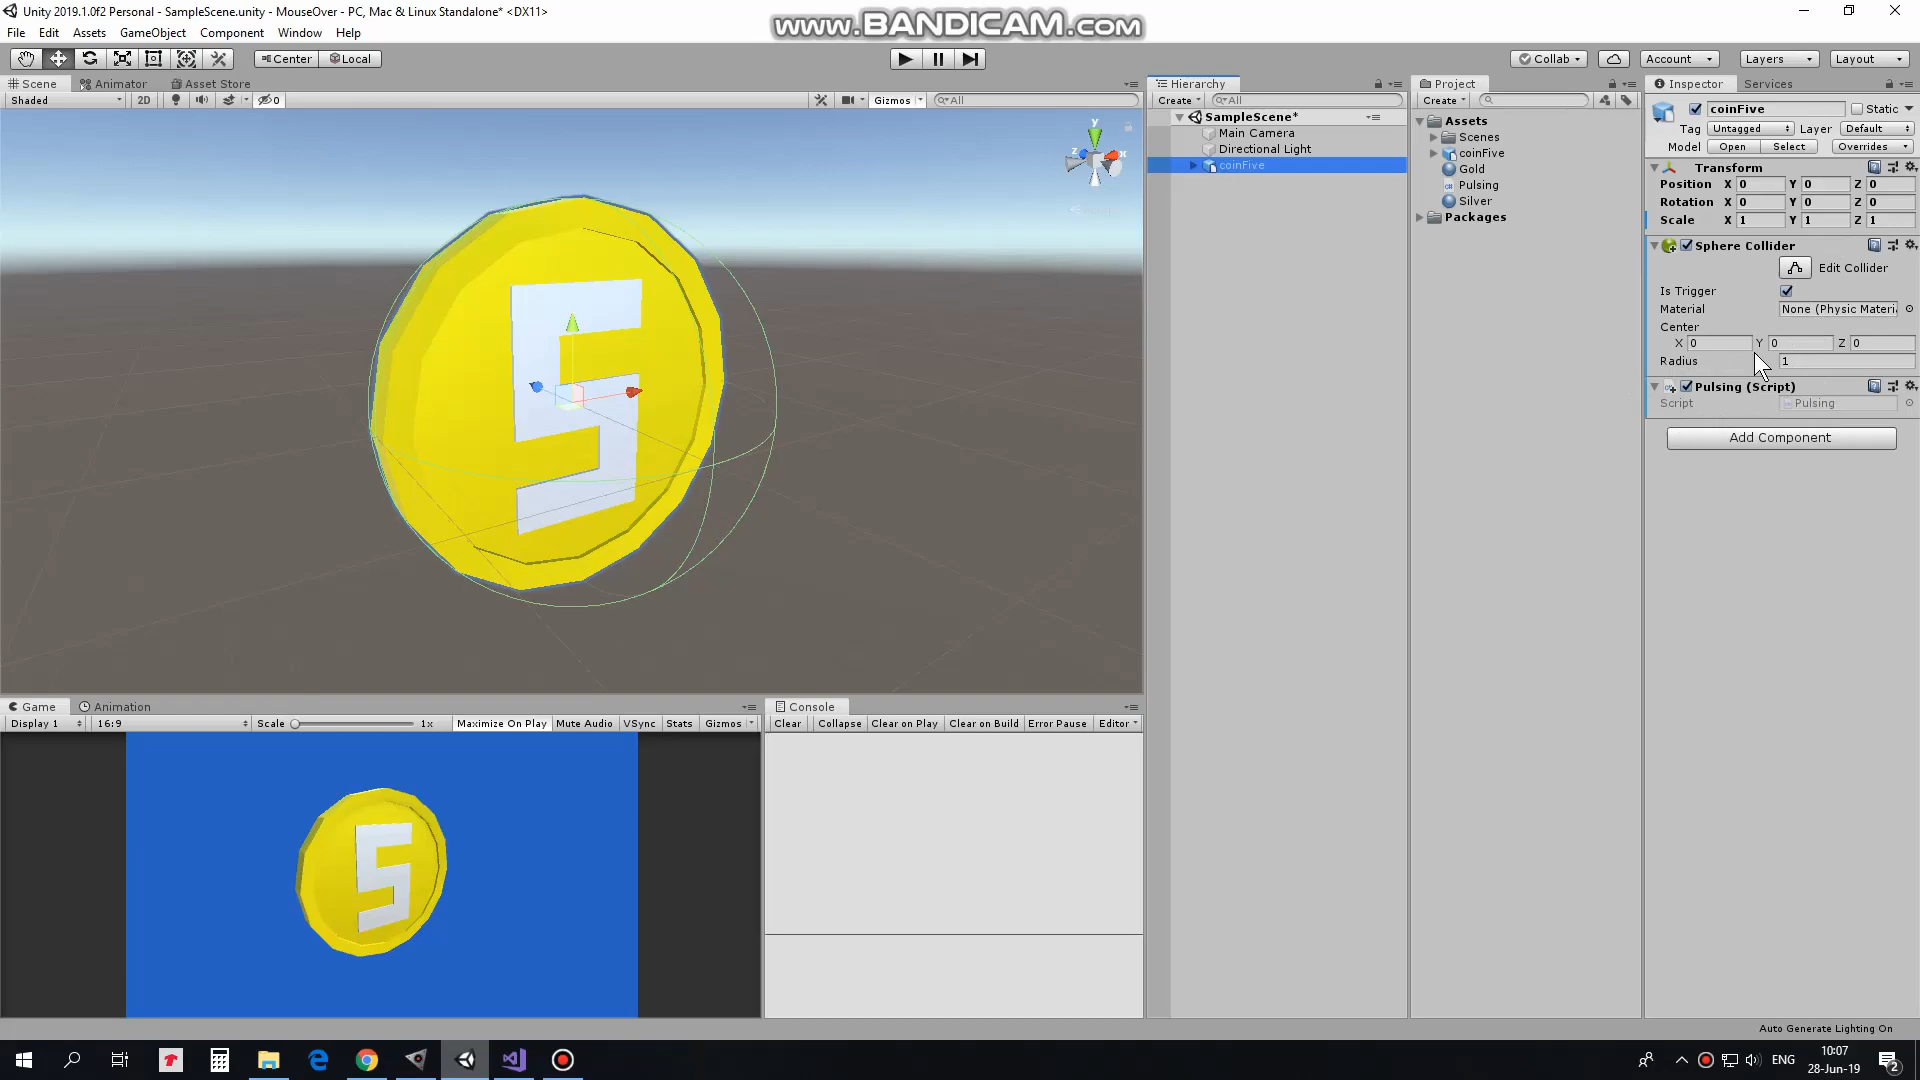 Unity 2019.1.0f2 Personal - SampleScene.unity - MouseOver - PC, Mac & Linux Standalone* <DX11>
www.BANDICAM.com
File Edit Assets GameObject Component Window Help
Center Local
Collab Account Layers Layout
Scene Animator Asset Store
Shaded 2D 0 Gizmos All
Hierarchy
Create All
SampleScene*
Main Camera
Directional Light
coinFive
Project
Create
Assets
Scenes
coinFive
Gold
Pulsing
Silver
Packages
Inspector Services
coinFive Static
Tag Untagged Layer Default
Model Open Select Overrides
Transform
Position X 0 Y 0 Z 0
Rotation X 0 Y 0 Z 0
Scale X 1 Y 1 Z 1
Sphere Collider
Edit Collider
Is Trigger
Material None (Physic Materi
Center
X 0 Y 0 Z 0
Radius 1
Pulsing (Script)
Script Pulsing
Add Component
y
z x
5
Game Animation
Display 1 16:9 Scale 1x Maximize On Play Mute Audio VSync Stats Gizmos
5
Console
Clear Collapse Clear on Play Clear on Build Error Pause Editor
Auto Generate Lighting On
ENG
10:07
28-Jun-19
2